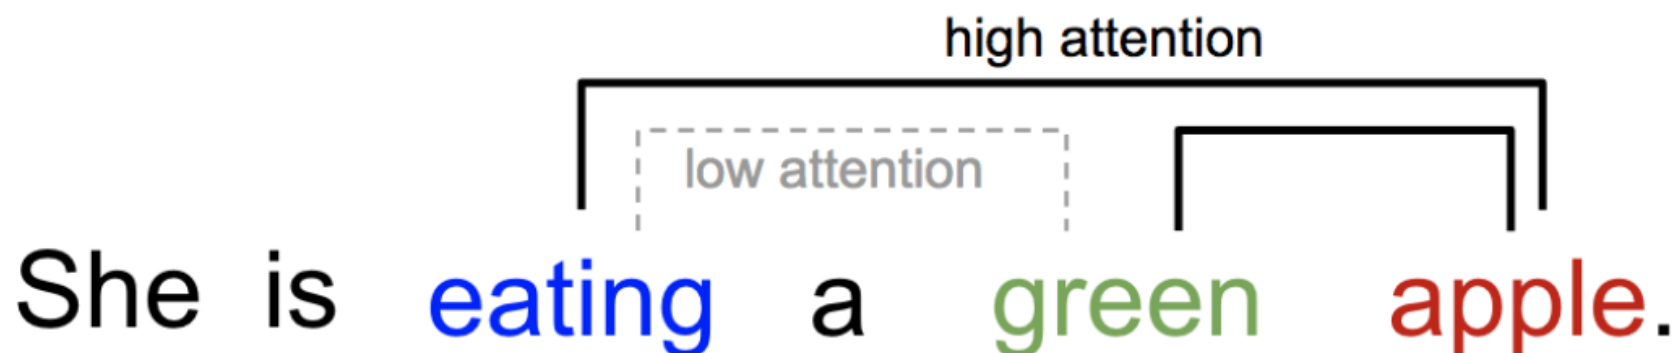 high attention
low attention
She is eating a green apple.